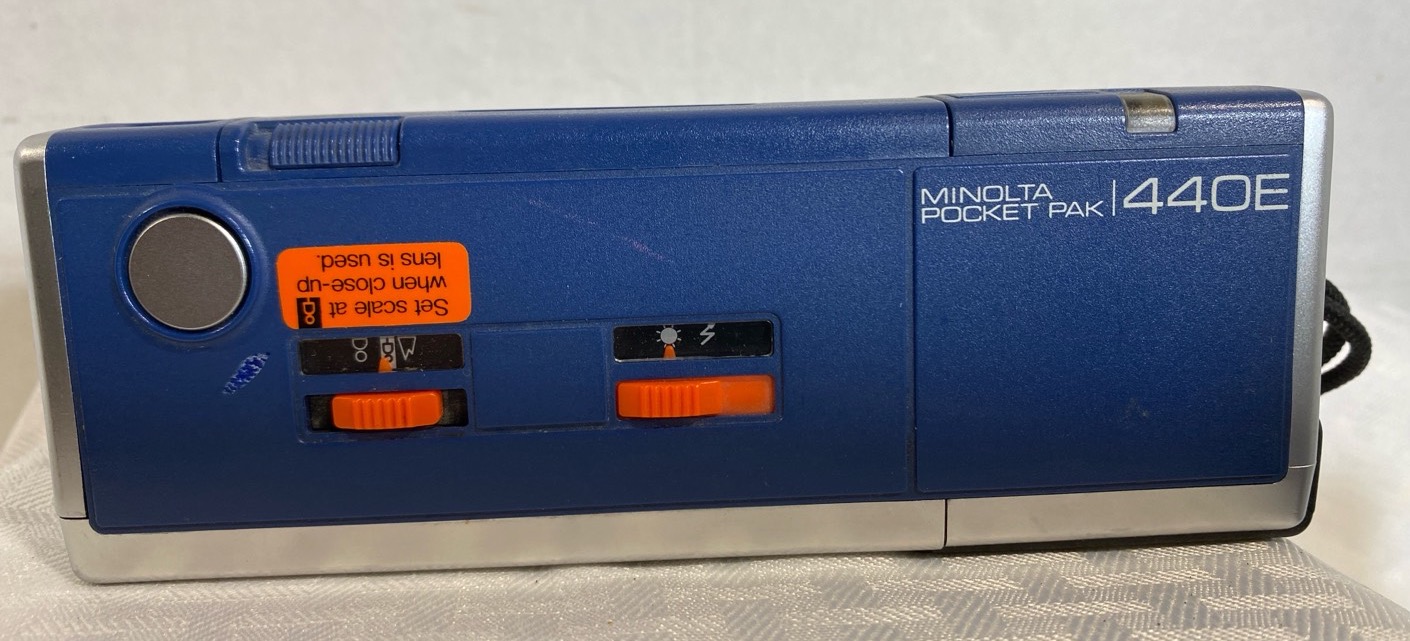 MINOLTA
POCKET PAK
440E
Set scale at
when close-up
lens is used.